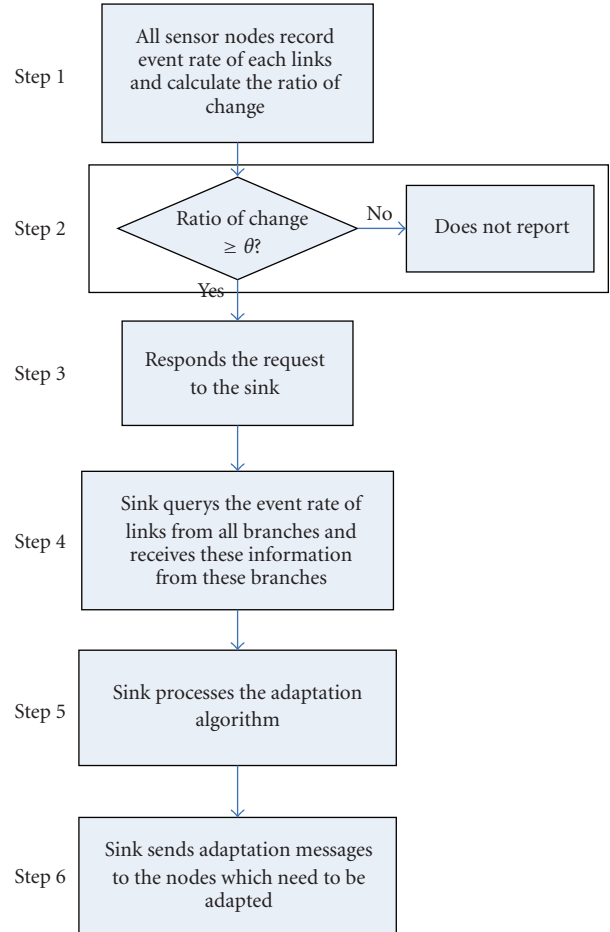 All sensor nodes record
event rate of each links
and calculate the ratio of
change
Step 1
Step 2
Ratio of change
≥ θ?
No
Does not report
Yes
Step 3
Responds the request
to the sink
Step 4
Sink querys the event rate of
links from all branches and
receives these information
from these branches
Step 5
Sink processes the adaptation
algorithm
Step 6
Sink sends adaptation messages
to the nodes which need to be
adapted